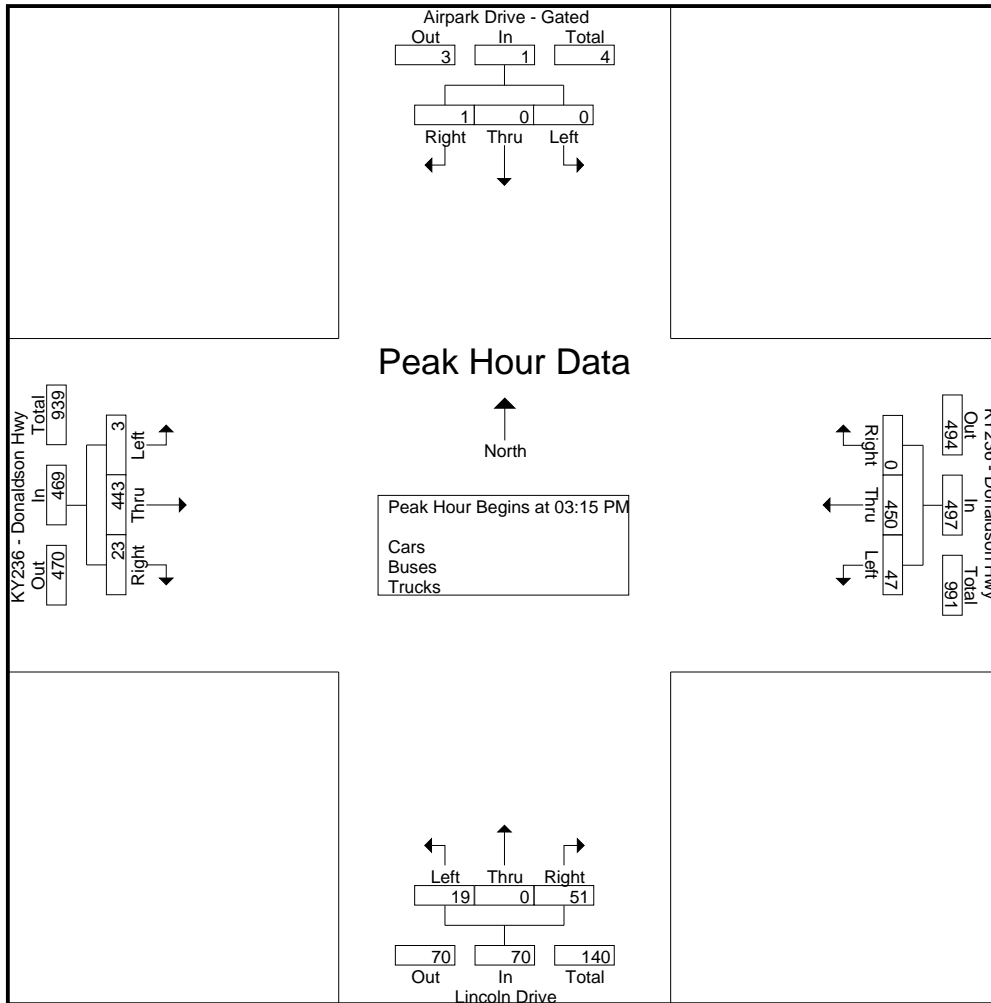 Airpark Drive - Gated
Out In Total
3 1 4
1 0 0
Right Thru Left
Peak Hour Data
North
Peak Hour Begins at 03:15 PM
Cars
Buses
Trucks
KY236 - Donaldson Hwy
Total In Out
939 469 470
3 443 23
Left Thru Right
KY236 - Donaldson Hwy
Out In Total
494 497 991
0 450 47
Right Thru Left
Left Thru Right
19 0 51
70 70 140
Out In Total
Lincoln Drive